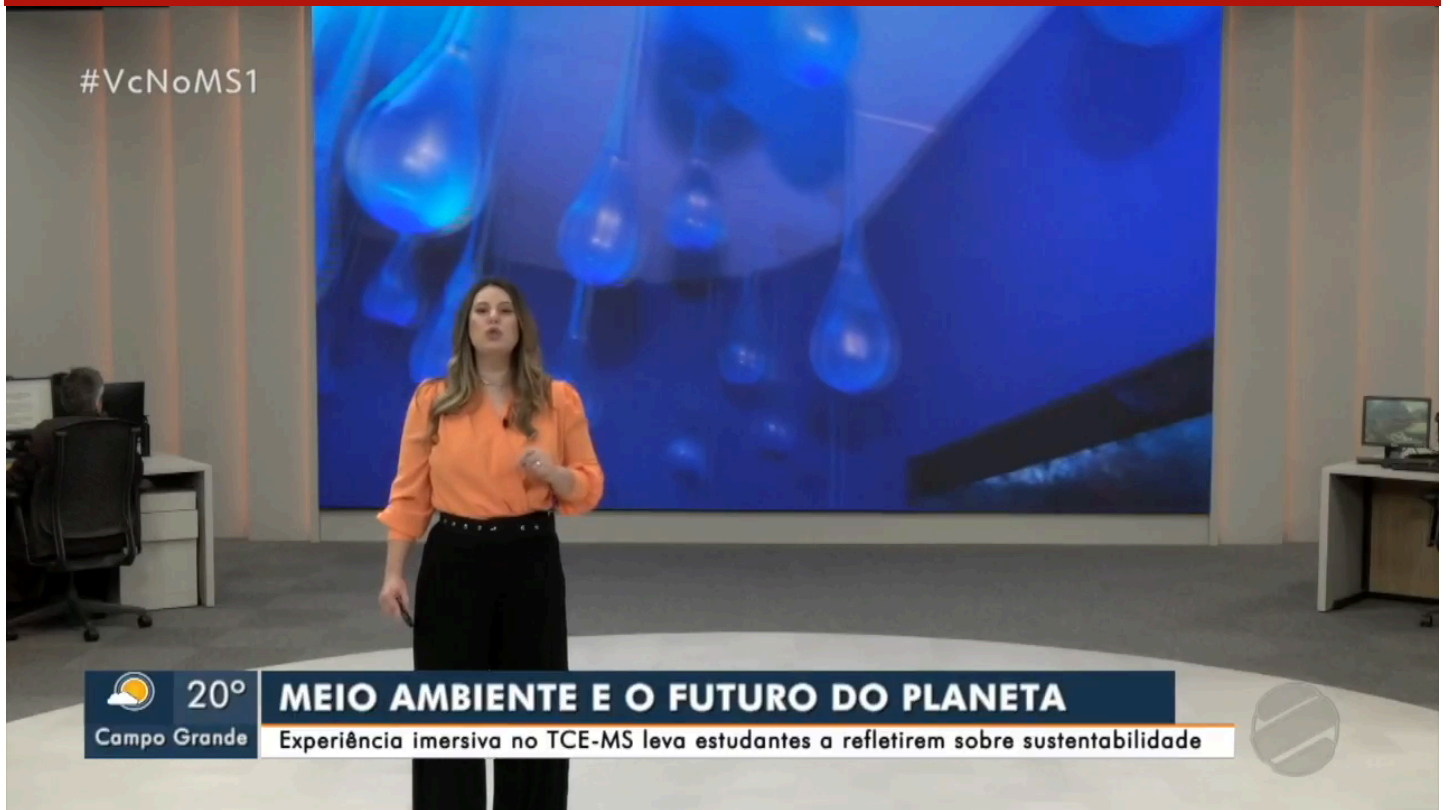 #VcNoMS1
20°
Campo Grande
MEIO AMBIENTE E O FUTURO DO PLANETA
Experiência imersiva no TCE-MS leva estudantes a refletirem sobre sustentabilidade